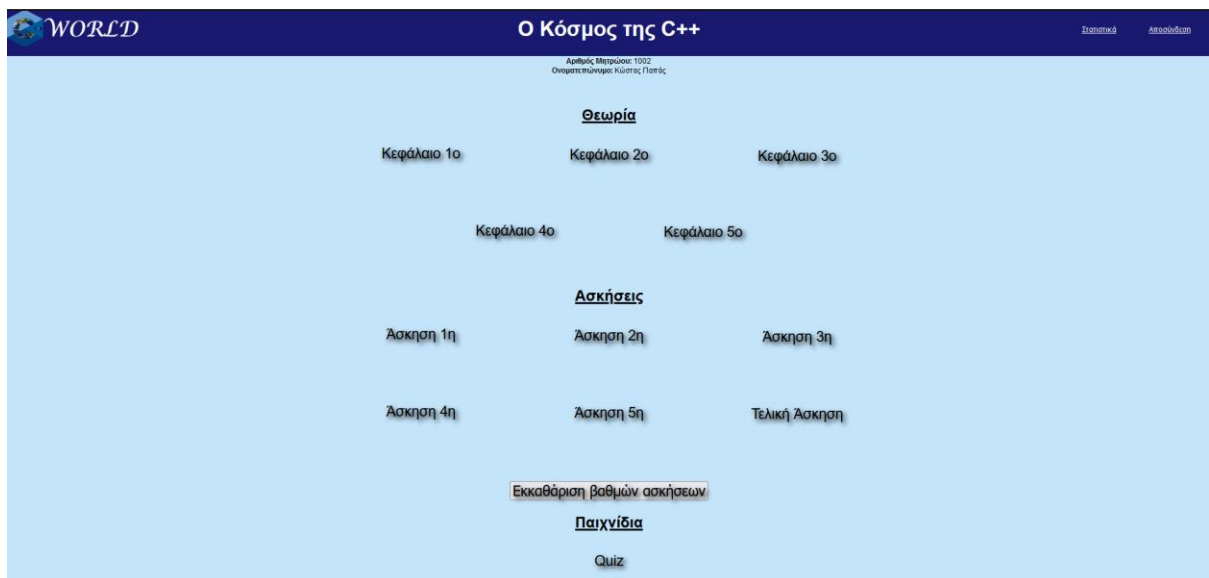 WORLD
Ο Κόσμος της C++
Στατιστικά Αποσύνδεση
Αριθμός Μητρώου: 1002
Ονοματεπώνυμο: Κώστας Παπάς
Θεωρία
Κεφάλαιο 1ο Κεφάλαιο 2ο Κεφάλαιο 3ο
Κεφάλαιο 4ο Κεφάλαιο 5ο
Ασκήσεις
Άσκηση 1η Άσκηση 2η Άσκηση 3η
Άσκηση 4η Άσκηση 5η Τελική Άσκηση
Εκκαθάριση βαθμών ασκήσεων
Παιχνίδια
Quiz